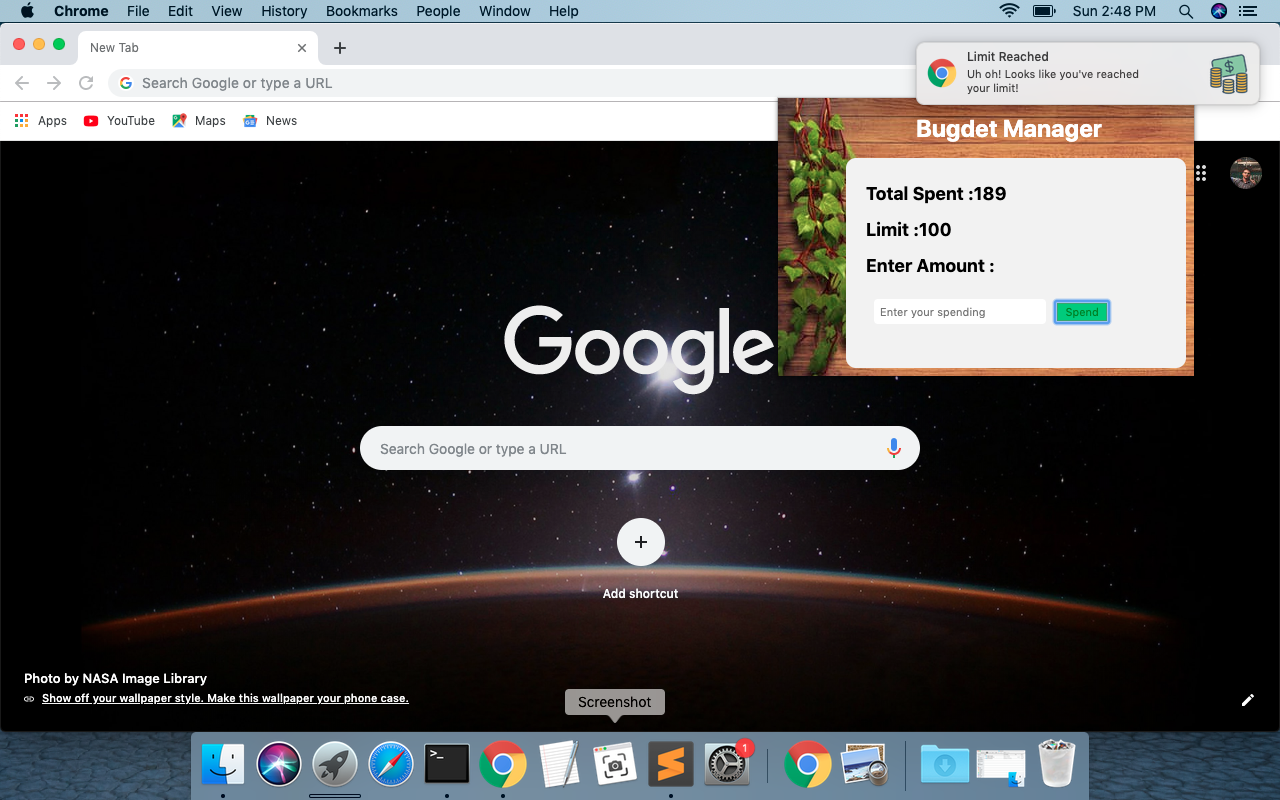 Chrome File Edit View History Bookmarks People Window Help Sun 2:48 PM
New Tab
Search Google or type a URL
Apps YouTube Maps News
Limit Reached
Uh oh! Looks like you've reached
your limit!
Bugdet Manager
Total Spent :189
Limit :100
Enter Amount :
Enter your spending Spend
Google
Search Google or type a URL
Add shortcut
Photo by NASA Image Library
Show off your wallpaper style. Make this wallpaper your phone case.
Screenshot
>_
1